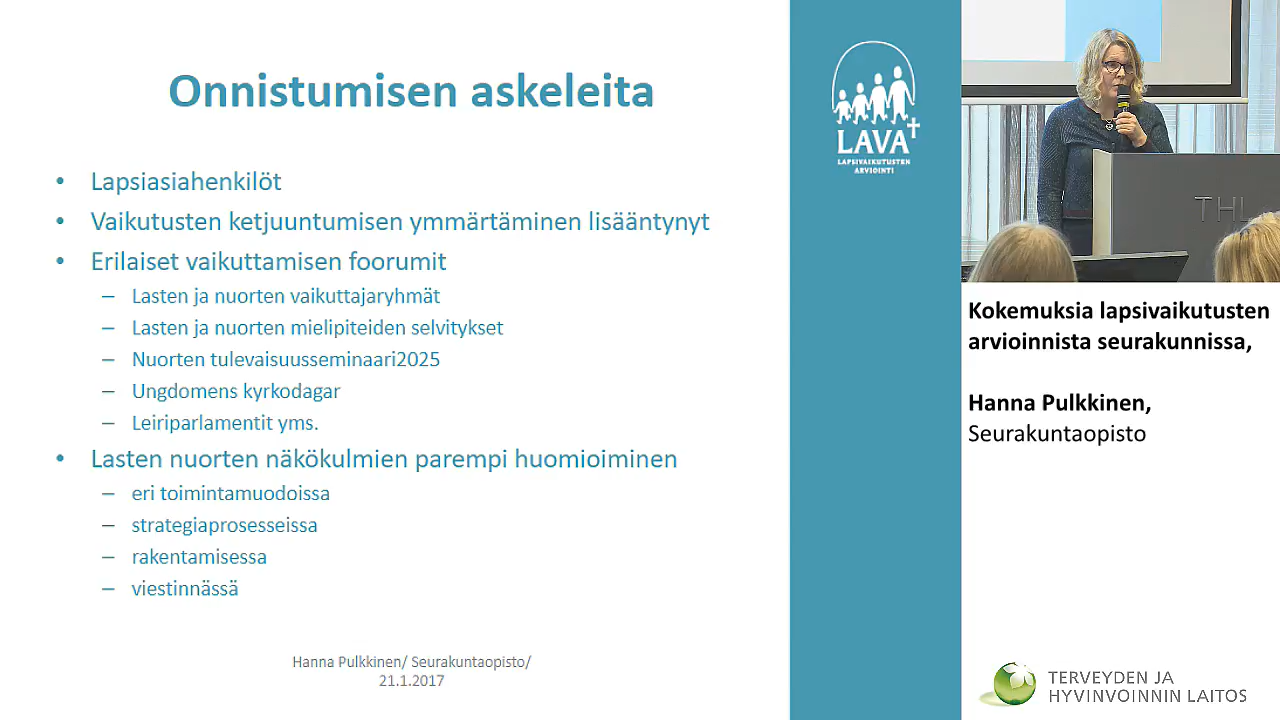 Onnistumisen askeleita
• Lapsiasiahenkilöt
• Vaikutusten ketjuuntumisen ymmärtäminen lisääntynyt
• Erilaiset vaikuttamisen foorumit
– Lasten ja nuorten vaikuttajaryhmät
– Lasten ja nuorten mielipiteiden selvitykset
– Nuorten tulevaisuusseminaari2025
– Ungdomens kyrkodagar
– Leiriparlamentit yms.
• Lasten nuorten näkökulmien parempi huomioiminen
– eri toimintamuodoissa
– strategiaprosesseissa
– rakentamisessa
– viestinnässä
Hanna Pulkkinen/ Seurakuntaopisto/
21.1.2017
LAVA
LAPSIVAIKUTUSTEN
ARVIOINTI
THL
Kokemuksia lapsivaikutusten
arvioinnista seurakunnissa,
Hanna Pulkkinen,
Seurakuntaopisto
TERVEYDEN JA
HYVINVOINNIN LAITOS